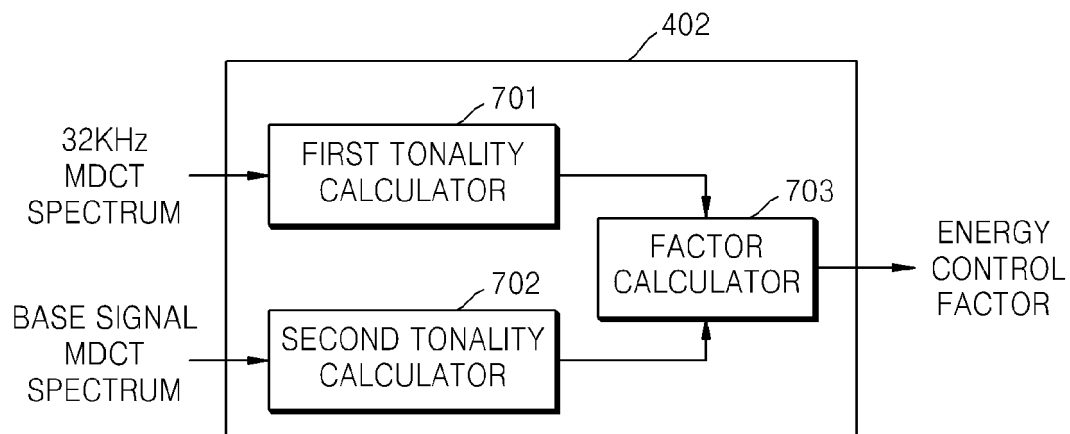 402
701
32KHz
MDCT
SPECTRUM
FIRST TONALITY
CALCULATOR
703
FACTOR
CALCULATOR
ENERGY
CONTROL
FACTOR
702
BASE SIGNAL
MDCT
SPECTRUM
SECOND TONALITY
CALCULATOR